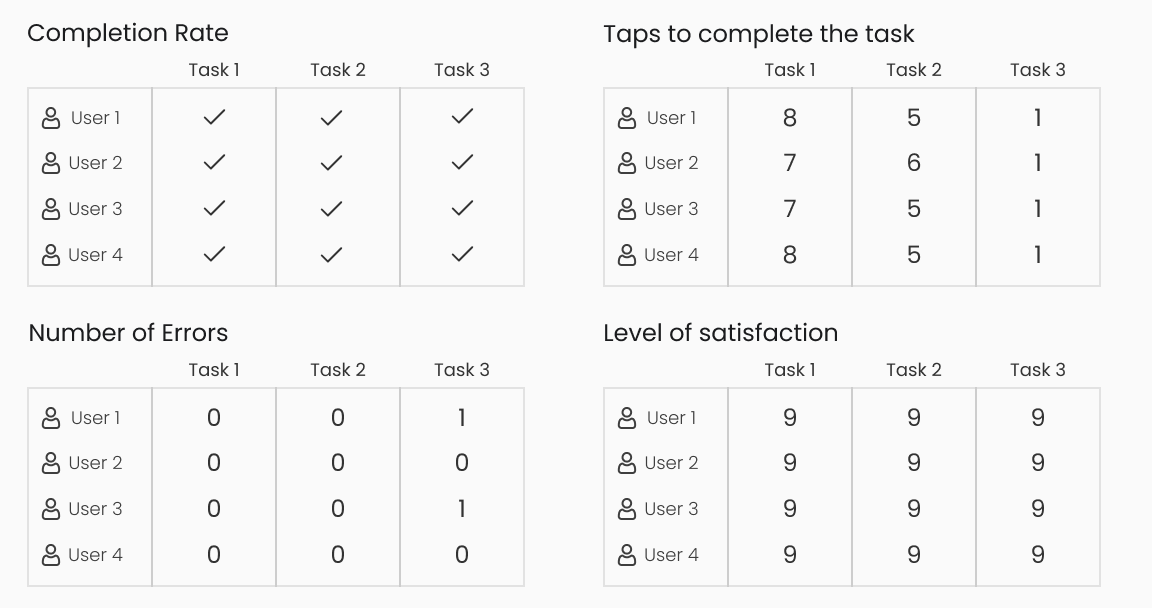 Completion Rate
Task 1 Task 2 Task 3
User 1 ✓ ✓ ✓
User 2 ✓ ✓ ✓
User 3 ✓ ✓ ✓
User 4 ✓ ✓ ✓
Taps to complete the task
Task 1 Task 2 Task 3
User 1 8 5 1
User 2 7 6 1
User 3 7 5 1
User 4 8 5 1
Number of Errors
Task 1 Task 2 Task 3
User 1 0 0 1
User 2 0 0 0
User 3 0 0 1
User 4 0 0 0
Level of satisfaction
Task 1 Task 2 Task 3
User 1 9 9 9
User 2 9 9 9
User 3 9 9 9
User 4 9 9 9